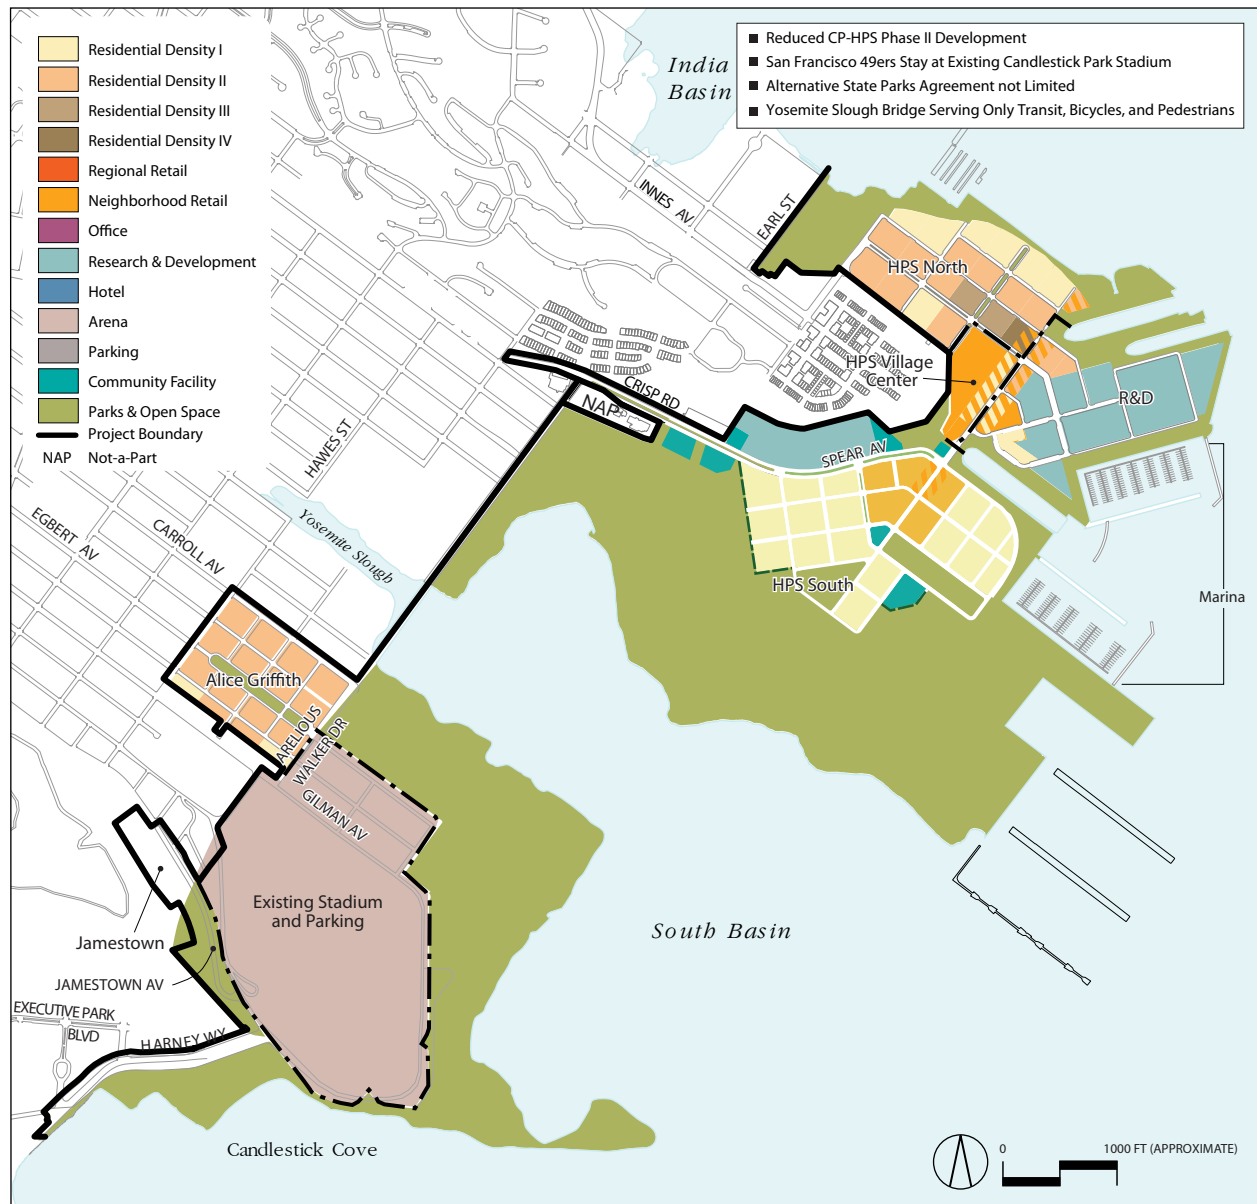 Residential Density I
Residential Density II
Residential Density III
Residential Density IV
Regional Retail
Neighborhood Retail
Office
Research & Development
Hotel
Arena
Parking
Community Facility
Parks & Open Space
Project Boundary
NAP Not-a-Part
■ Reduced CP-HPS Phase II Development
■ San Francisco 49ers Stay at Existing Candlestick Park Stadium
■ Alternative State Parks Agreement not Limited
■ Yosemite Slough Bridge Serving Only Transit, Bicycles, and Pedestrians
India
Basin
INNES AV
EARL ST
HPS North
HPS Village
Center
R&D
CRISP RD
NAP
SPEAR AV
HAWES ST
Yosemite Slough
EGBERT AV
CARROLL AV
HPS South
Marina
Alice Griffith
ARELIOUS
WALKER DR
GILMAN AV
Existing Stadium
and Parking
Jamestown
JAMESTOWN AV
South Basin
EXECUTIVE PARK
BLVD
HARNEY WY
Candlestick Cove
0 1000 FT (APPROXIMATE)